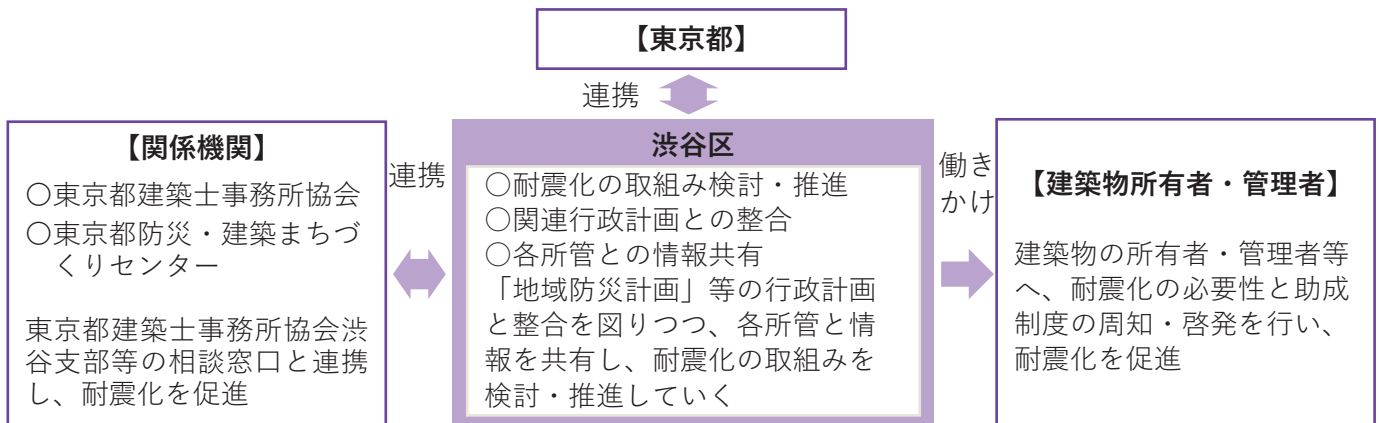 【東京都】
連携
【関係機関】
〇東京都建築士事務所協会
〇東京都防災・建築まちづ
くりセンター
東京都建築士事務所協会渋
谷支部等の相談窓口と連携
し、耐震化を促進
連携
渋谷区
〇耐震化の取組み検討・推進
〇関連行政計画との整合
〇各所管との情報共有
「地域防災計画」等の行政計画
と整合を図りつつ、各所管と情
報を共有し、耐震化の取組みを
検討・推進していく
働き
かけ
【建築物所有者・管理者】
建築物の所有者・管理者等
へ、耐震化の必要性と助成
制度の周知・啓発を行い、
耐震化を促進